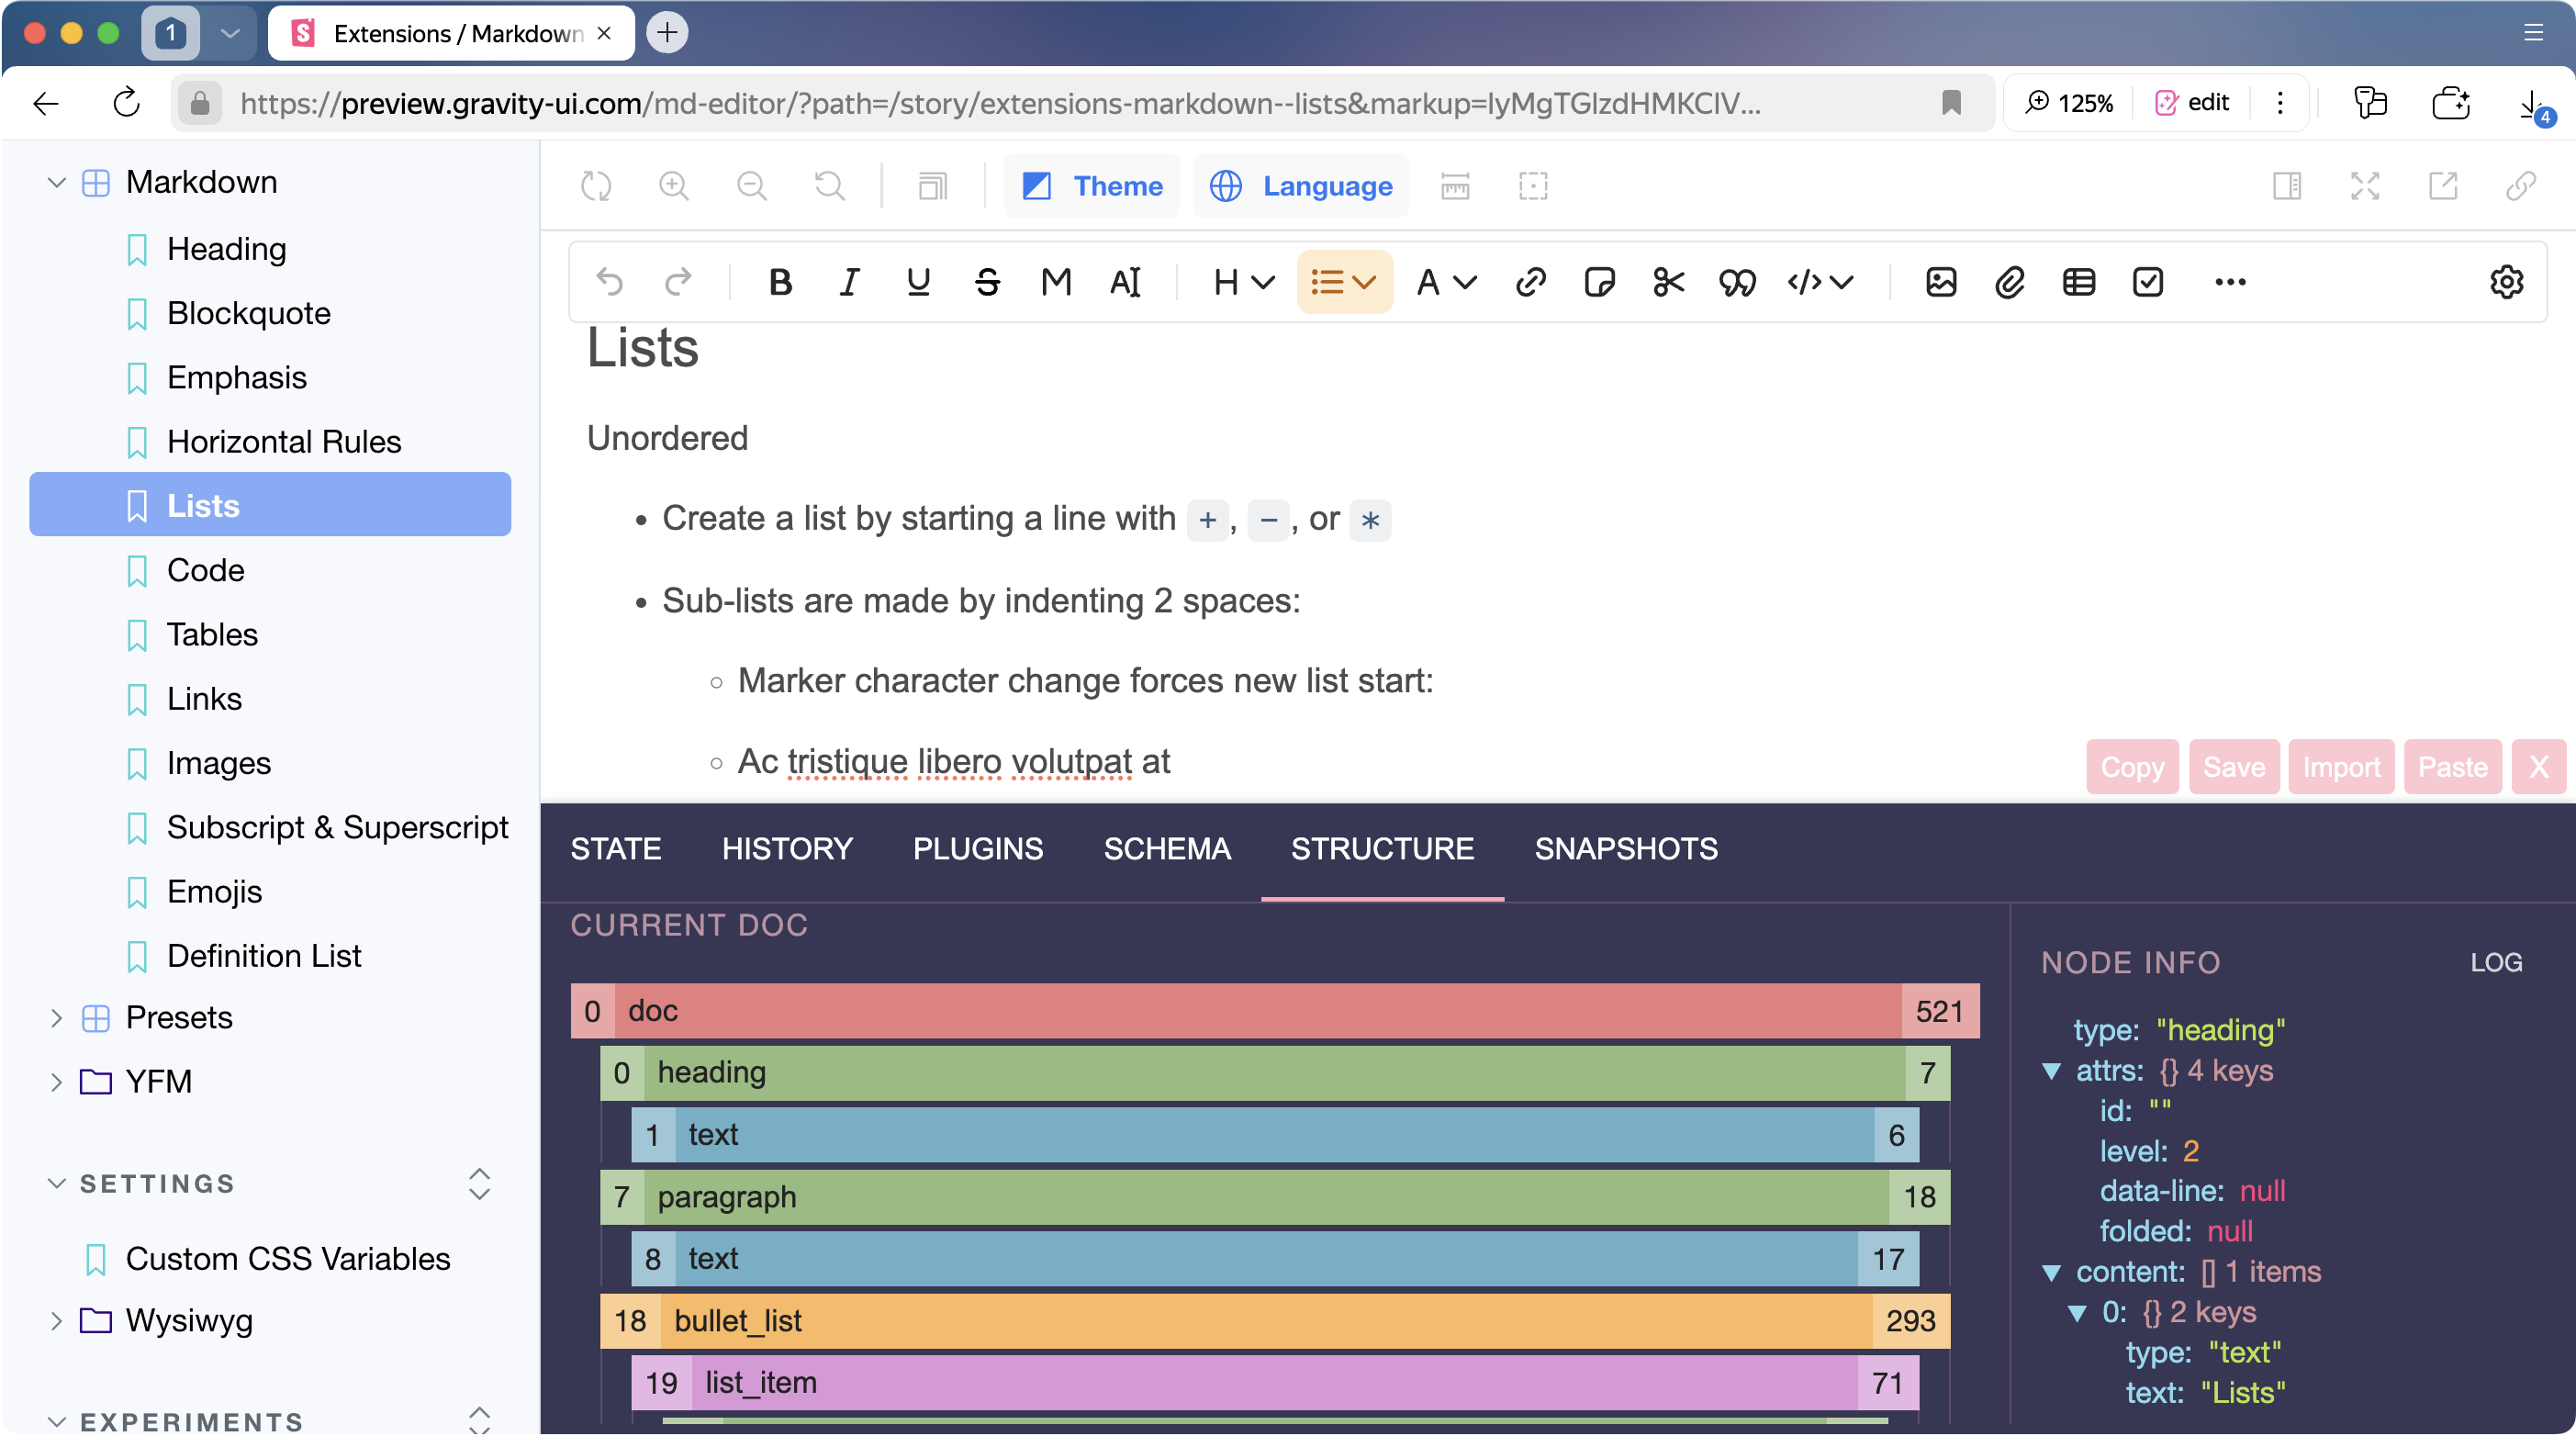 1
Extensions / Markdown
https://preview.gravity-ui.com/md-editor/?path=/story/extensions-markdown--lists&markup=IyMgTGlzdHMKClV...
125%
edit
4
Markdown
Heading
Blockquote
Emphasis
Horizontal Rules
Lists
Code
Tables
Links
Images
Subscript & Superscript
Emojis
Definition List
Presets
YFM
SETTINGS
Custom CSS Variables
Wysiwyg
EXPERIMENTS
Theme
Language
Lists
Unordered
• Create a list by starting a line with +, -, or *
• Sub-lists are made by indenting 2 spaces:
◦ Marker character change forces new list start:
◦ Ac tristique libero volutpat at
Copy Save Import Paste X
STATE HISTORY PLUGINS SCHEMA STRUCTURE SNAPSHOTS
CURRENT DOC
0 doc 521
0 heading 7
1 text 6
7 paragraph 18
8 text 17
18 bullet_list 293
19 list_item 71
NODE INFO LOG
type: "heading"
attrs: {} 4 keys
id: ""
level: 2
data-line: null
folded: null
content: [] 1 items
0: {} 2 keys
type: "text"
text: "Lists"